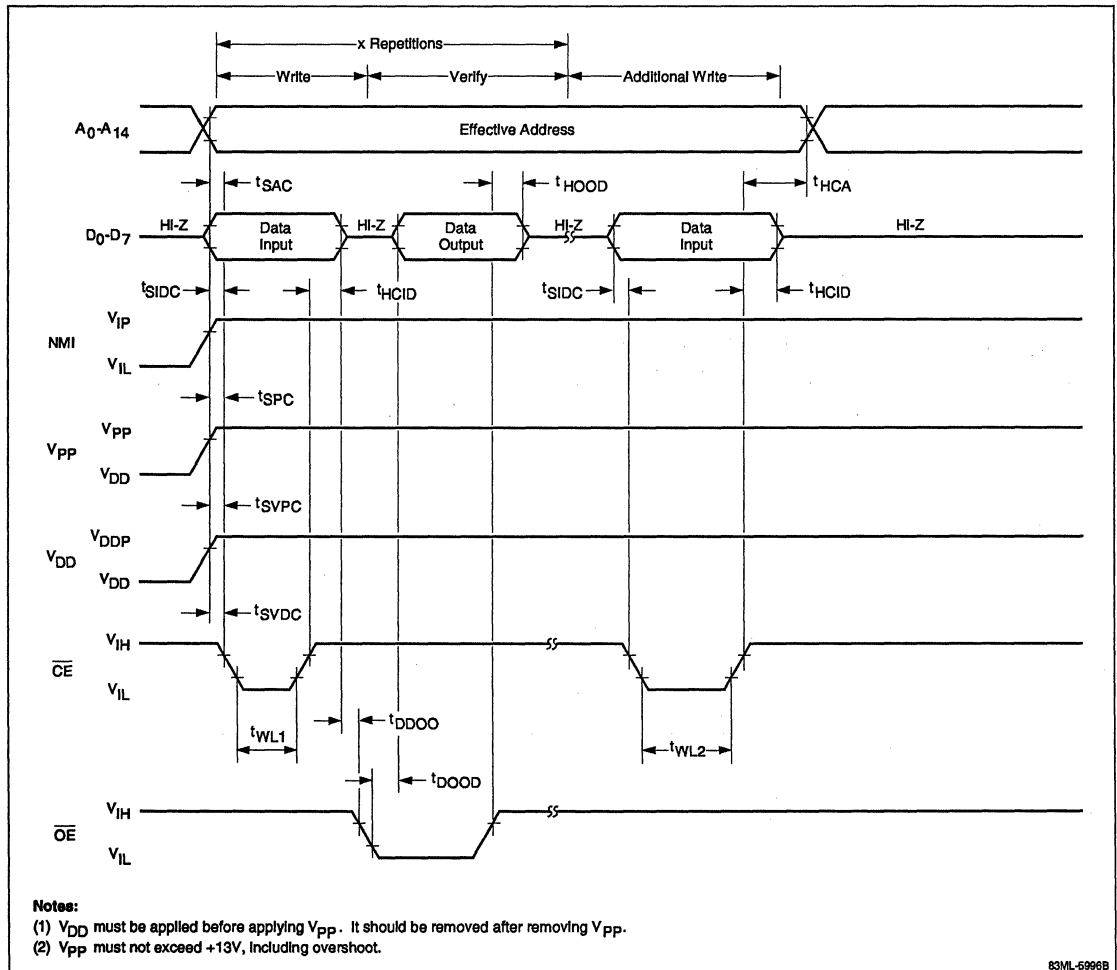 x Repetitions
Write Verify Additional Write
A0-A14 Effective Address
tSAC tHOOD tHCA
D0-D7 HI-Z Data Input HI-Z Data Output HI-Z Data Input HI-Z
tSIDC tHCID tSIDC tHCID
NMI VIP
VIL
tSPC
VPP VPP
VDD
tSVPC
VDD VDDP
VDD
tSVDC
CE VIH
VIL
tWL1 tDDOO tWL2
tDOOD
OE VIH
VIL
Notes:
(1) VDD must be applied before applying VPP. It should be removed after removing VPP.
(2) VPP must not exceed +13V, including overshoot.
83ML-5996B